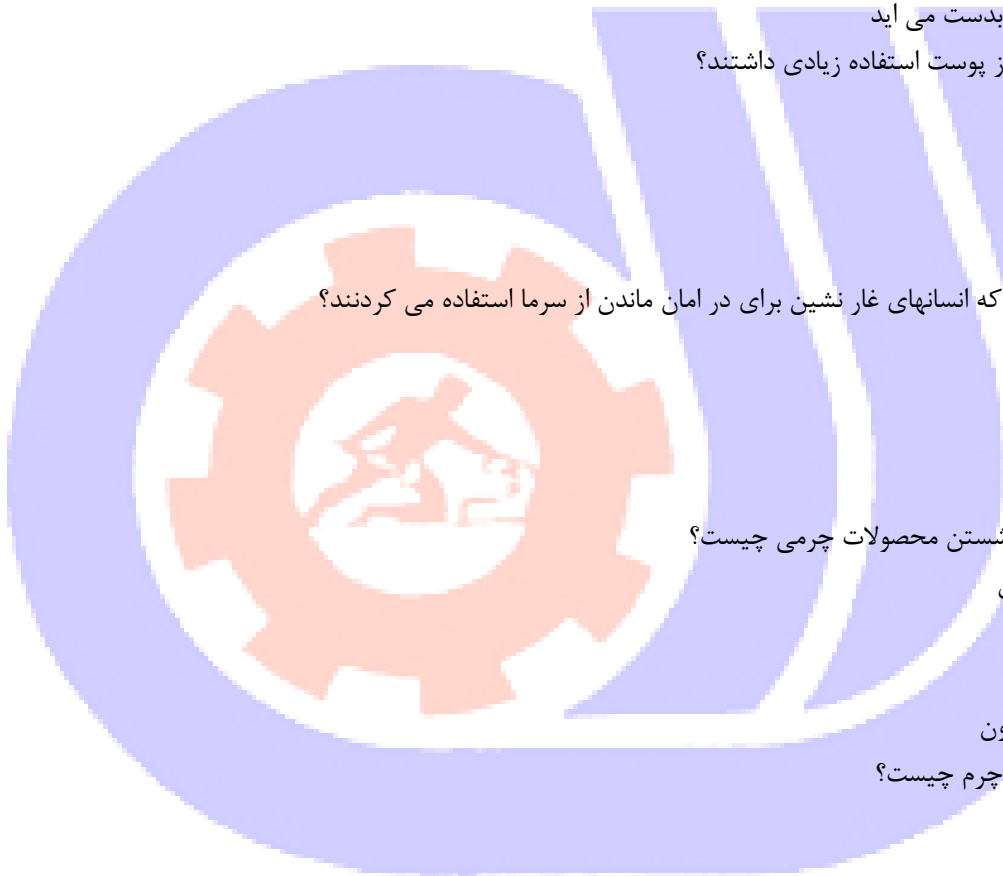 بدست می اید
ز پوست استفاده زیادی داشتند؟
که انسانهای غار نشین برای در امان ماندن از سرما استفاده می کردنند؟
شستن محصولات چرمی چیست؟
ون
چرم چیست؟